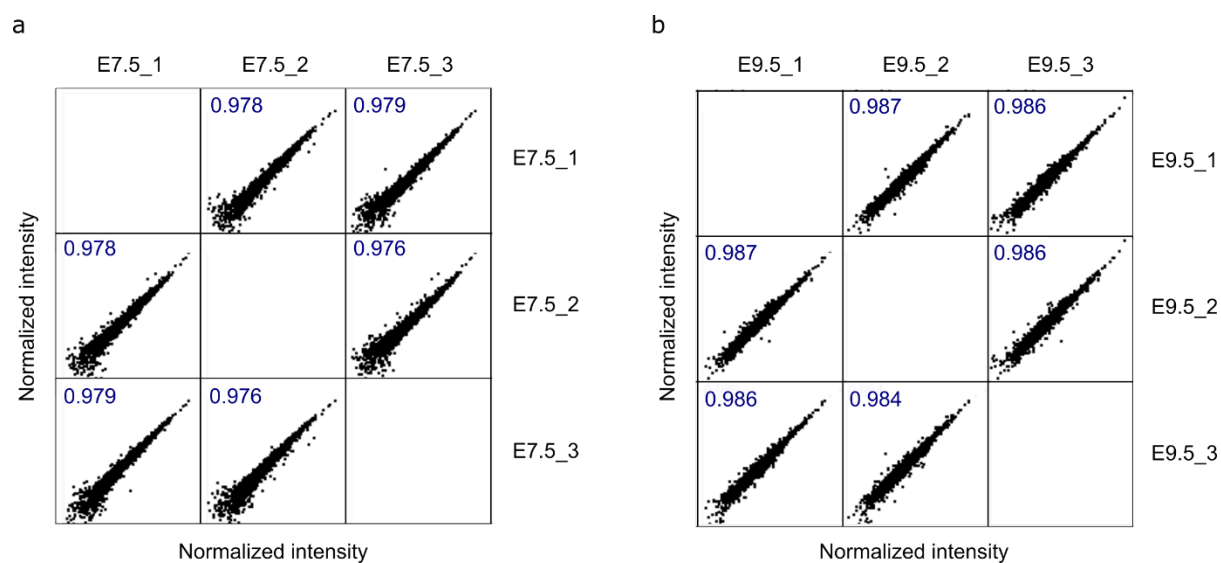 a
E7.5_1 E7.5_2 E7.5_3
0.978 0.979
E7.5_1
0.978 0.976
E7.5_2
0.979 0.976
E7.5_3
Normalized intensity
Normalized intensity
b
E9.5_1 E9.5_2 E9.5_3
0.987 0.986
E9.5_1
0.987 0.986
E9.5_2
0.986 0.984
E9.5_3
Normalized intensity
Normalized intensity